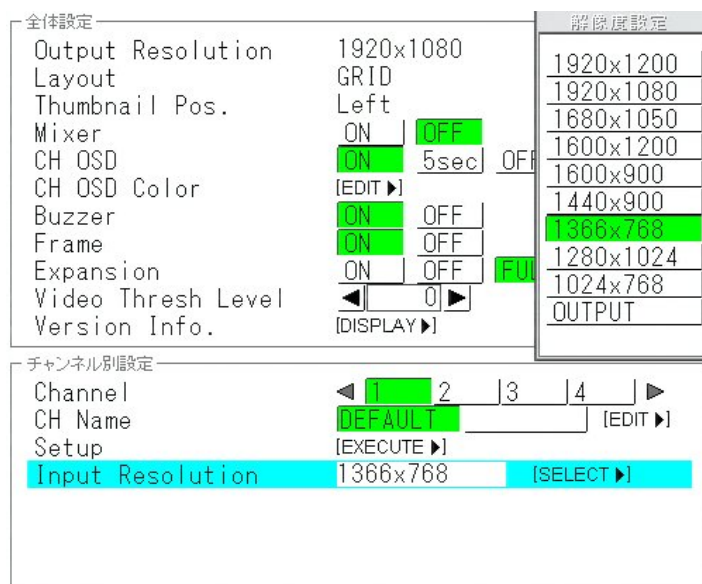 全体設定
Output Resolution 1920x1080
Layout GRID
Thumbnail Pos. Left
Mixer ON OFF
CH OSD ON 5sec OFF
CH OSD Color [EDIT▶]
Buzzer ON OFF
Frame ON OFF
Expansion ON OFF FUL
Video Thresh Level ◀ 0 ▶
Version Info. [DISPLAY▶]
解像度設定
1920x1200
1920x1080
1680x1050
1600x1200
1600x900
1440x900
1366x768
1280x1024
1024x768
OUTPUT
チャンネル別設定
Channel ◀ 1 2 3 4 ▶
CH Name DEFAULT [EDIT▶]
Setup [EXECUTE▶]
Input Resolution 1366x768 [SELECT▶]